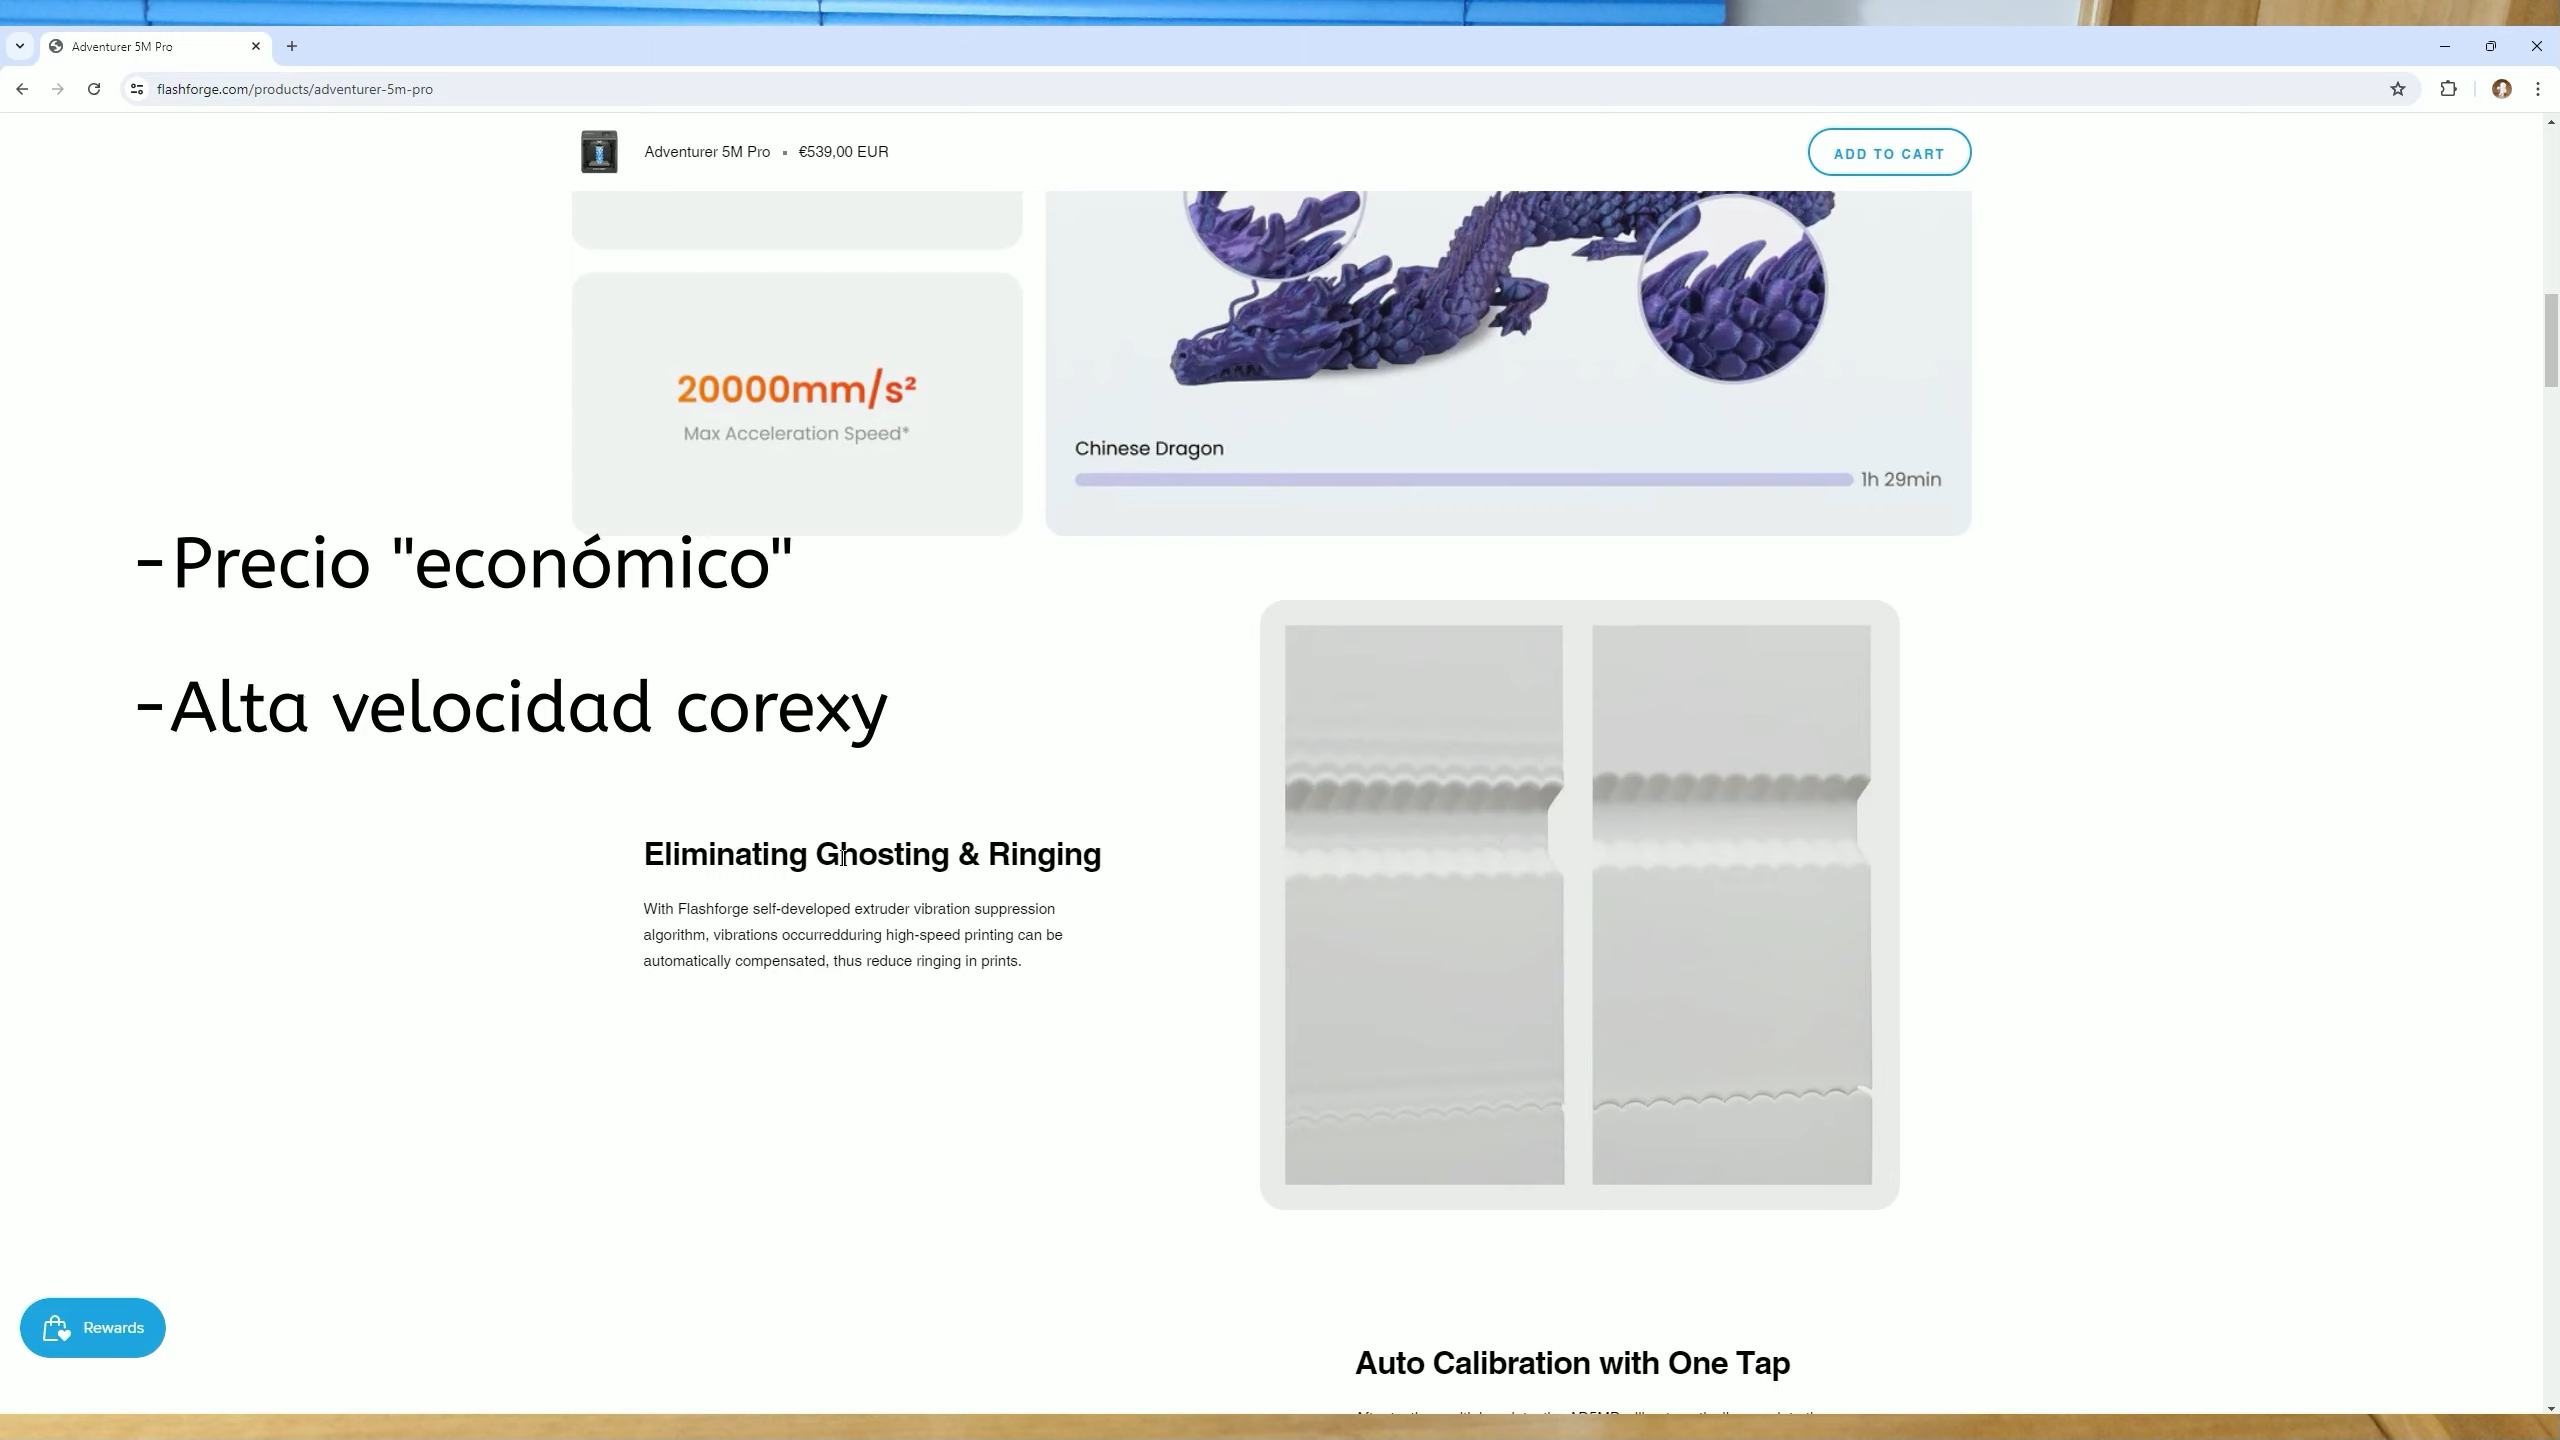 Adventurer 5M Pro
flashforge.com/products/adventurer-5m-pro
Adventurer 5M Pro ▪ €539,00 EUR
ADD TO CART
20000mm/s²
Max Acceleration Speed*
Chinese Dragon
1h 29min
-Precio "económico"
-Alta velocidad corexy
Eliminating Ghosting & Ringing
With Flashforge self-developed extruder vibration suppression
algorithm, vibrations occurredduring high-speed printing can be
automatically compensated, thus reduce ringing in prints.
Rewards
Auto Calibration with One Tap